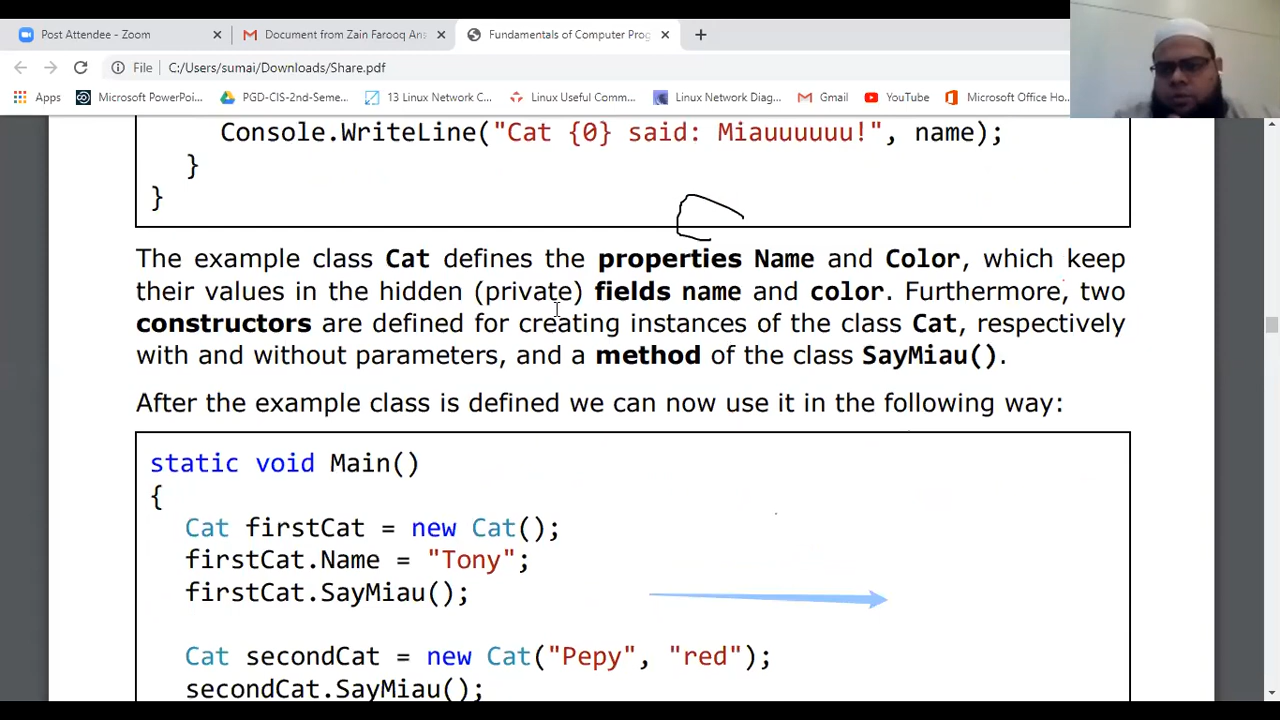 Post Attendee - Zoom
Document from Zain Farooq Ans
Fundamentals of Computer Prog
File
C:/Users/sumai/Downloads/Share.pdf
Apps
Microsoft PowerPoi...
PGD-CIS-2nd-Seme...
13 Linux Network C...
Linux Useful Comm...
Linux Network Diag...
Gmail
YouTube
Microsoft Office Ho
Console.WriteLine("Cat {0} said: Miauuuuuu!", name);
}
}
The example class Cat defines the properties Name and Color, which keep
their values in the hidden (private) fields name and color. Furthermore, two
constructors are defined for creating instances of the class Cat, respectively
with and without parameters, and a method of the class SayMiau().
After the example class is defined we can now use it in the following way:
static void Main()
{
Cat firstCat = new Cat();
firstCat.Name = "Tony";
firstCat.SayMiau();
Cat secondCat = new Cat("Pepy", "red");
secondCat.SayMiau();